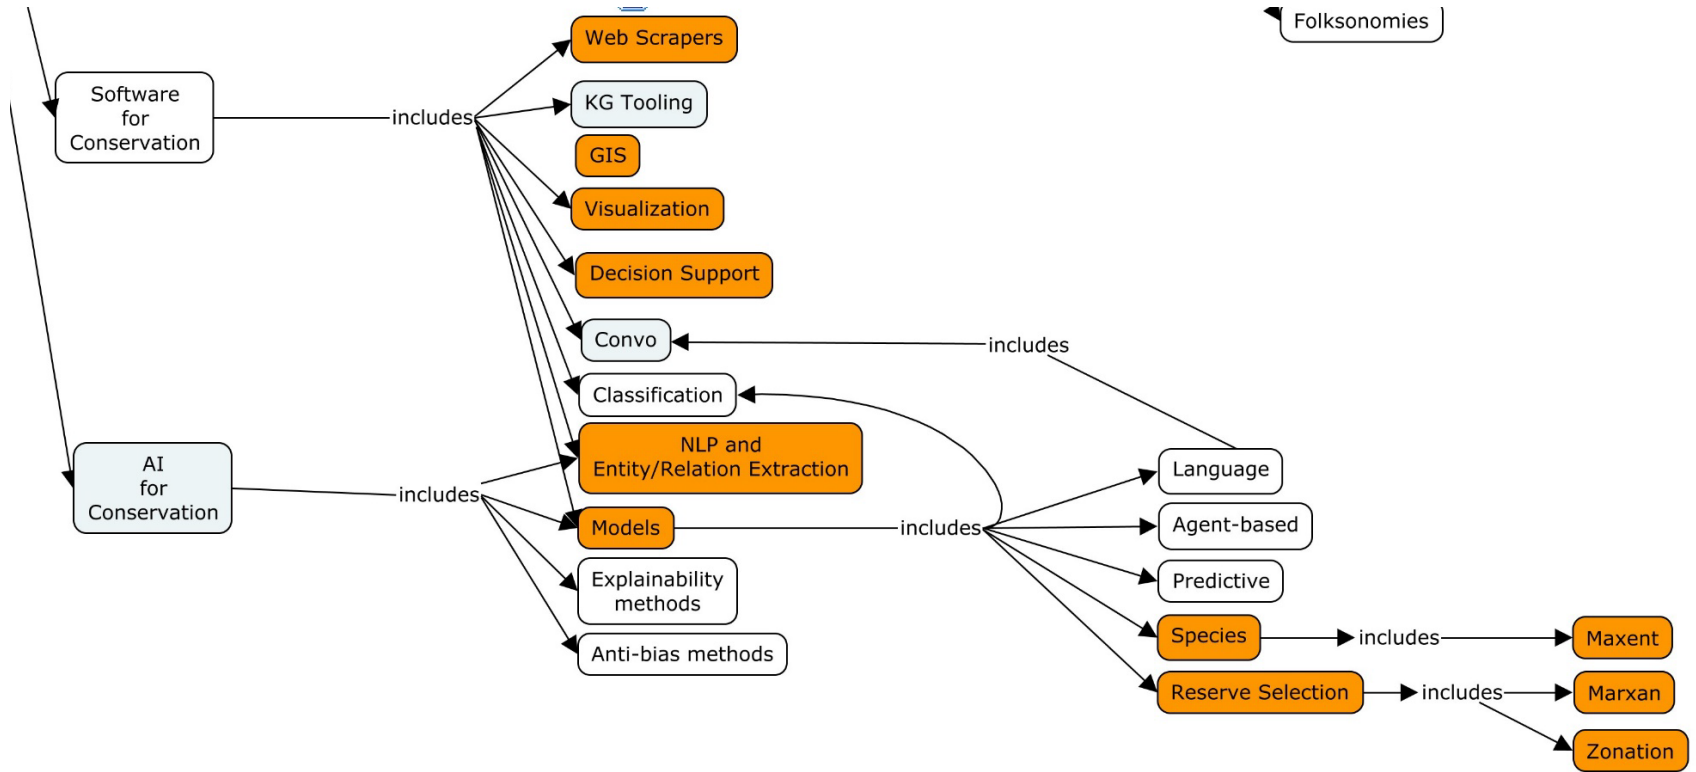 Folksonomies
Web Scrapers
Software
for
Conservation
includes
KG Tooling
GIS
Visualization
Decision Support
Convo
includes
Classification
NLP and
Entity/Relation Extraction
AI
for
Conservation
includes
Models
includes
Language
Agent-based
Predictive
Explainability
methods
Anti-bias methods
Species
includes
Maxent
Reserve Selection
includes
Marxan
Zonation